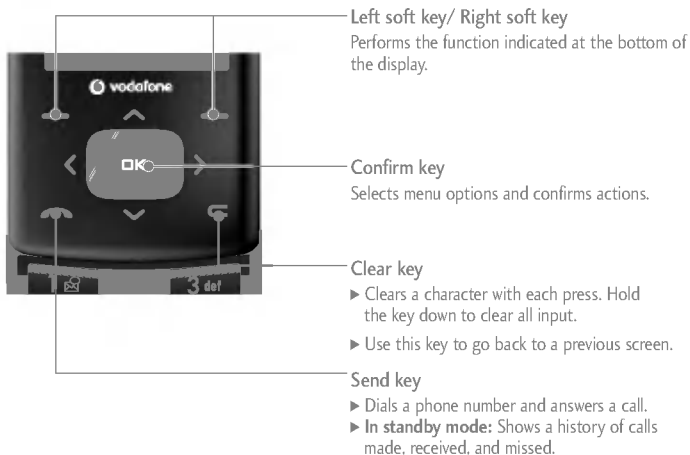 Left soft key/ Right soft key
Performs the function indicated at the bottom of
the display.
vodafone
OK
Confirm key
Selects menu options and confirms actions.
1
3 def
Clear key
▶ Clears a character with each press. Hold
the key down to clear all input.
▶ Use this key to go back to a previous screen.
Send key
▶ Dials a phone number and answers a call.
▶ In standby mode: Shows a history of calls
made, received, and missed.